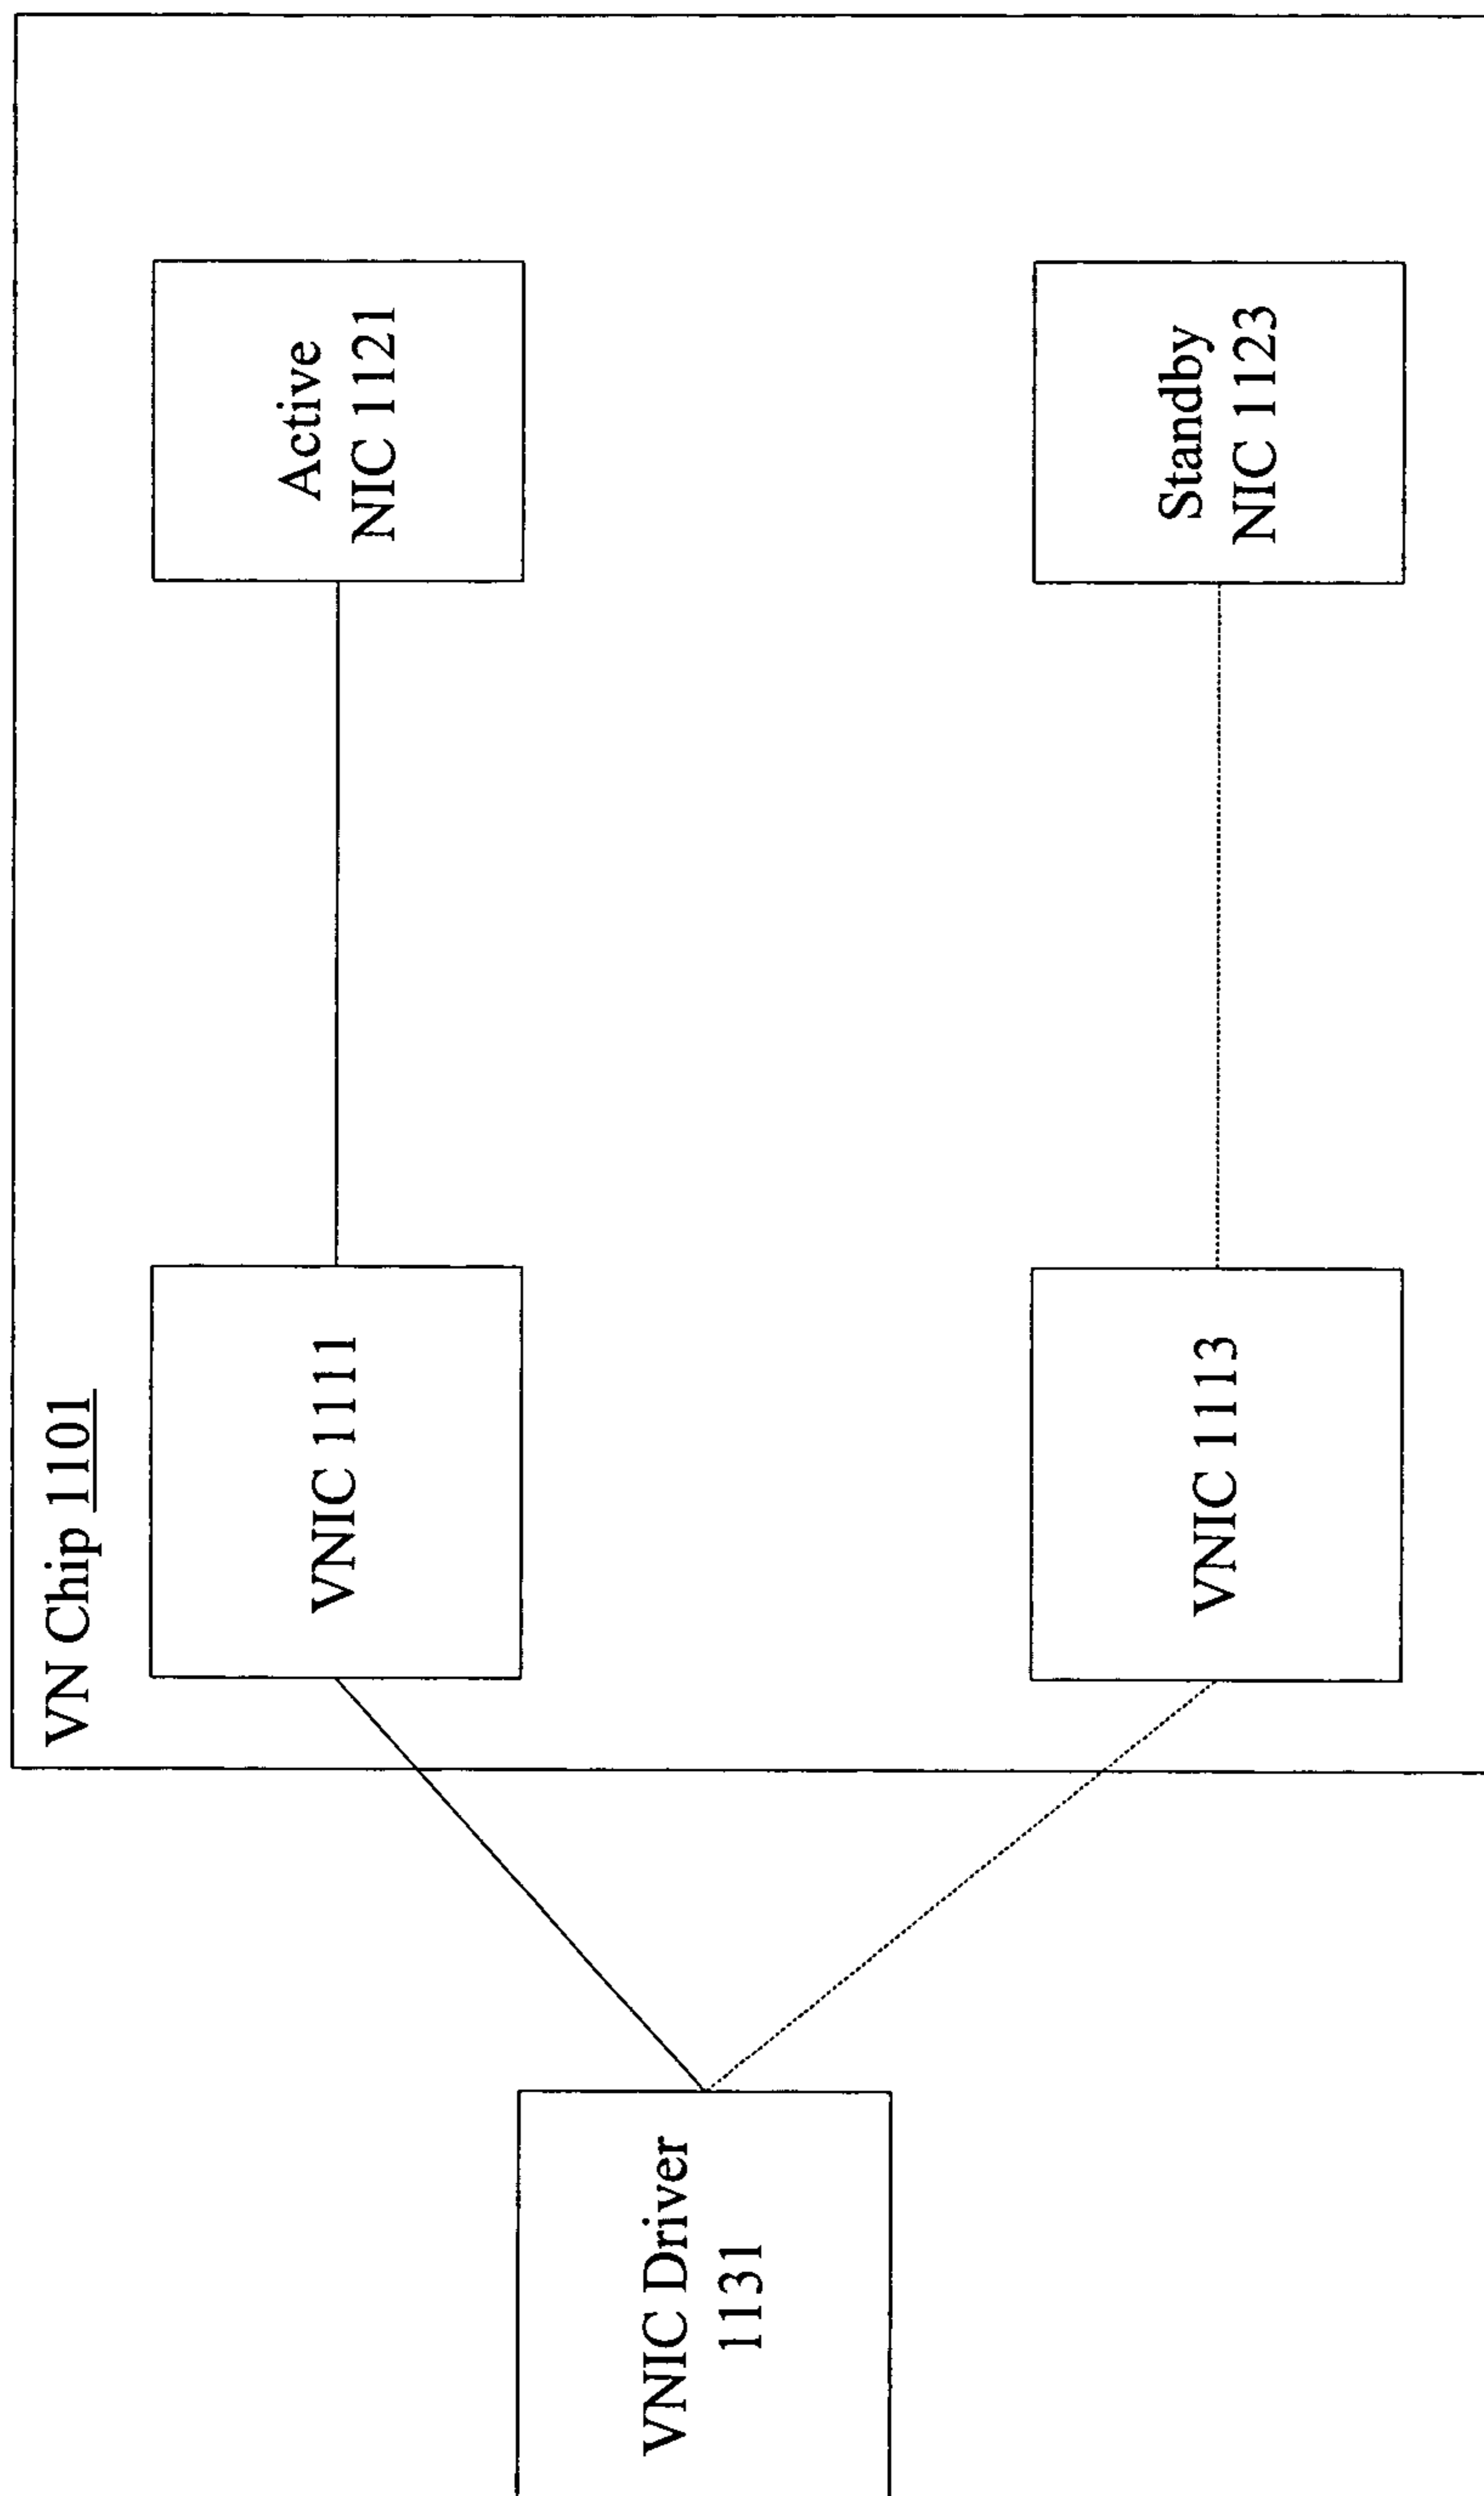 VN Chip 1101
VNIC Driver
1131
VNIC 1111
Active
NIC 1121
VNIC 1113
Standby
NIC 1123